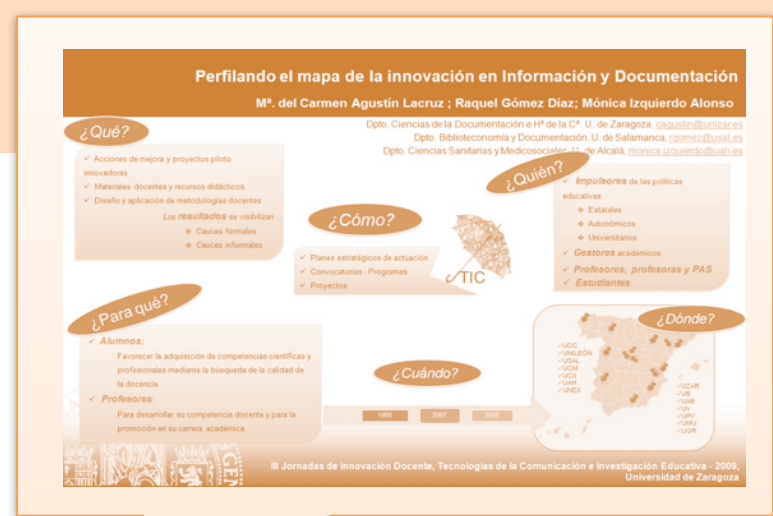 Perfilando el mapa de la innovación en Información y Documentación
Mª. del Carmen Agustín Lacruz ; Raquel Gómez Díaz; Mónica Izquierdo Alonso
Dpto. Ciencias de la Documentación e Hª de la Cª. U. de Zaragoza, cagustin@unizar.es
Dpto. Biblioteconomía y Documentación. U. de Salamanca, rgomez@usal.es
Dpto. Ciencias Sanitarias y Medicosociales, U. de Alcalá, monica.izquierdo@uah.es
¿Qué?
✓ Acciones de mejora y proyectos piloto
innovadoras
✓ Materiales docentes y recursos didácticos.
✓ Diseño y aplicación de metodologías docentes
Los resultados se visibilizan
❖ Cauces formales
❖ Cauces informales
¿Cómo?
✓ Planes estratégicos de actuación
✓ Convocatorias - Programas
✓ Proyectos
TIC
¿Quién?
✓ Impulsores de las políticas
educativas
❖ Estatales
❖ Autonómicos
❖ Universitarios
✓ Gestores académicos
✓ Profesores, profesoras y PAS
✓ Estudiantes
¿Para qué?
✓ Alumnos:
Favorecer la adquisición de competencias científicas y
profesionales mediante la búsqueda de la calidad de
la docencia
✓ Profesores
Para desarrollar su competencia docente y para la
promoción en su carrera académica
¿Cuándo?
2007
¿Dónde?
✓UDC
✓UNILEÓN
✓USAL
✓UCM
✓UC3
✓UAH
✓UNEX
✓UZAR
✓UB
✓UAB
✓UV
✓UPV
✓UMU
✓UGR
III Jornadas de Innovación Docente, Tecnologías de la Comunicación e Investigación Educativa - 2009,
Universidad de Zaragoza